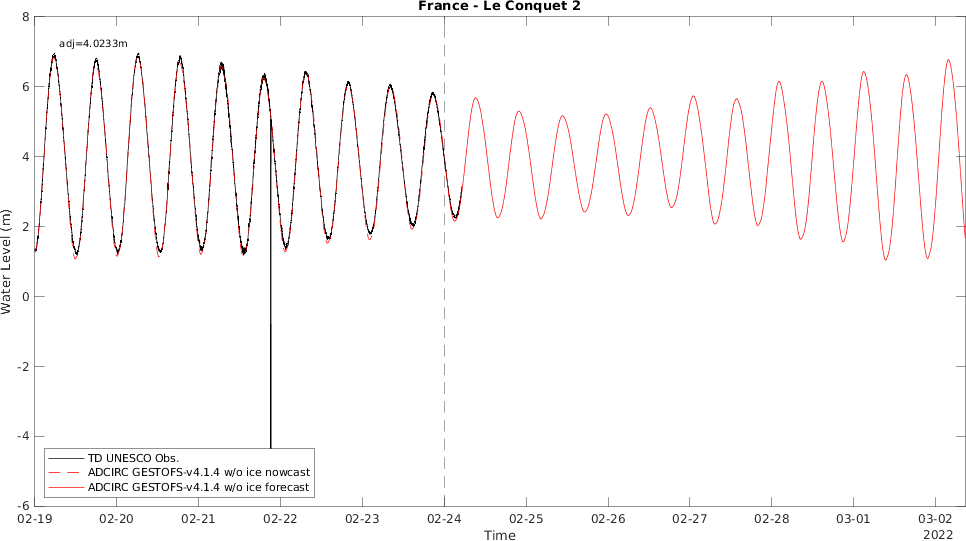 France - Le Conquet 2
adj=4.0233m
8
6
4
2
0
-2
-4
-6
Water Level (m)
TD UNESCO Obs.
ADCIRC GESTOFS-v4.1.4 w/o ice nowcast
ADCIRC GESTOFS-v4.1.4 w/o ice forecast
02-19 02-20 02-21 02-22 02-23 02-24 02-25 02-26 02-27 02-28 03-01 03-02
Time
2022